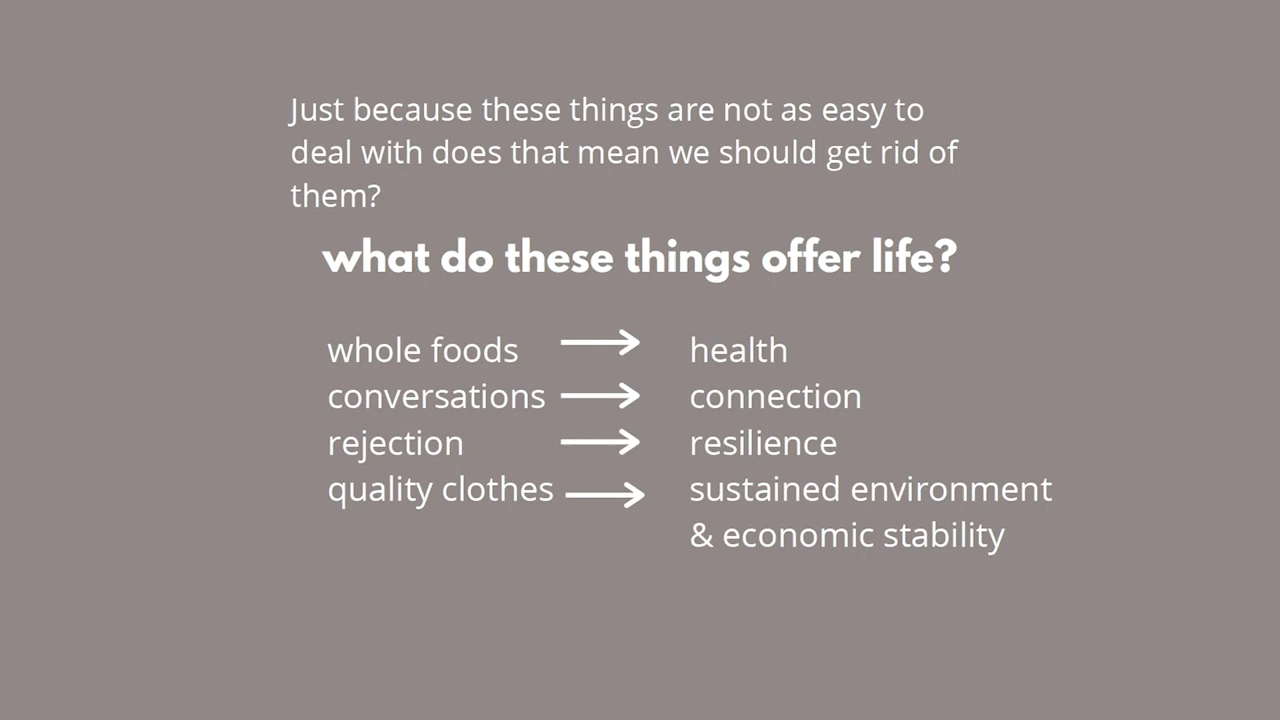 Just because these things are not as easy to
deal with does that mean we should get rid of
them?
what do these things offer life?
whole foods → health
conversations → connection
rejection → resilience
quality clothes → sustained environment
& economic stability